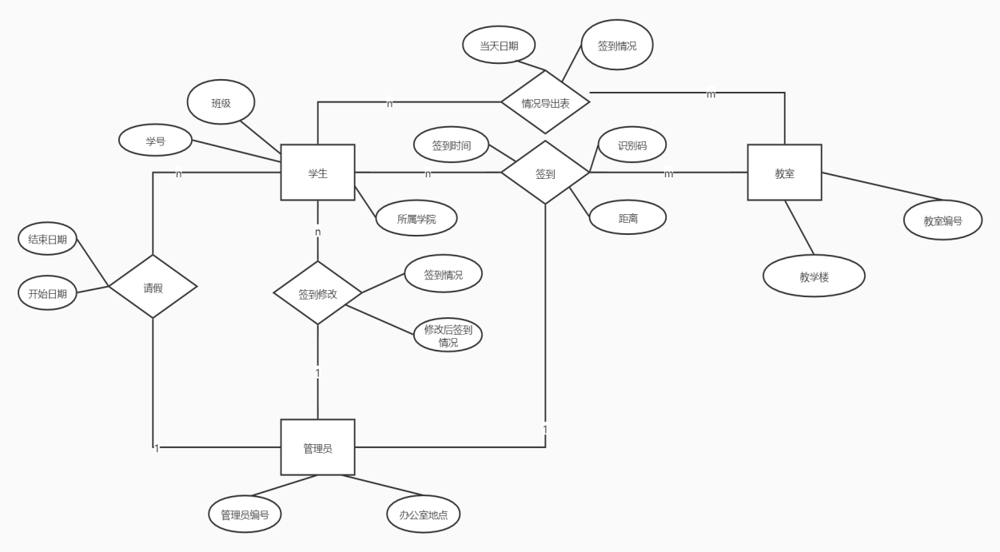 当天日期
签到情况
情况导出表
n
m
班级
学号
签到时间
识别码
学生
n
n
签到
m
教室
所属学院
距离
教室编号
结束日期
n
开始日期
请假
签到修改
签到情况
教学楼
修改后签到
情况
1
1
管理员
1
管理员编号
办公室地点